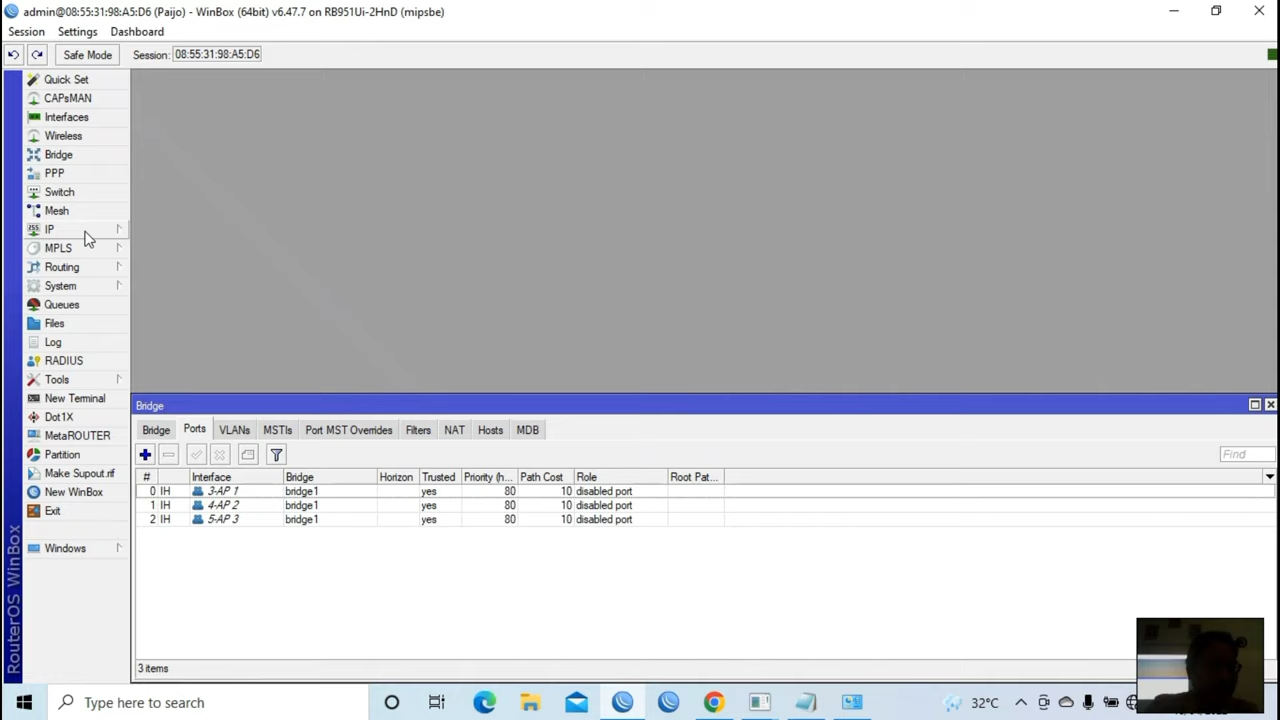 admin@08:55:31:98:A5:D6 (Paijo) - WinBox (64bit) v6.47.7 on RB951Ui-2HnD (mipsbe)
Session Settings Dashboard
Safe Mode Session: 08:55:31:98:A5:D6
Quick Set
CAPsMAN
Interfaces
Wireless
Bridge
PPP
Switch
Mesh
IP
MPLS
Routing
System
Queues
Files
Log
RADIUS
Tools
New Terminal
Dot1X
MetaROUTER
Partition
Make Supout.rif
New WinBox
Exit
Windows
RouterOS WinBox
Bridge
Bridge Ports VLANs MSTIs Port MST Overrides Filters NAT Hosts MDB
Find
# Interface Bridge Horizon Trusted Priority (h... Path Cost Role Root Pat...
0 IH 3-AP 1 bridge1 yes 80 10 disabled port
1 IH 4-AP 2 bridge1 yes 80 10 disabled port
2 IH 5-AP 3 bridge1 yes 80 10 disabled port
3 items
Type here to search
32°C